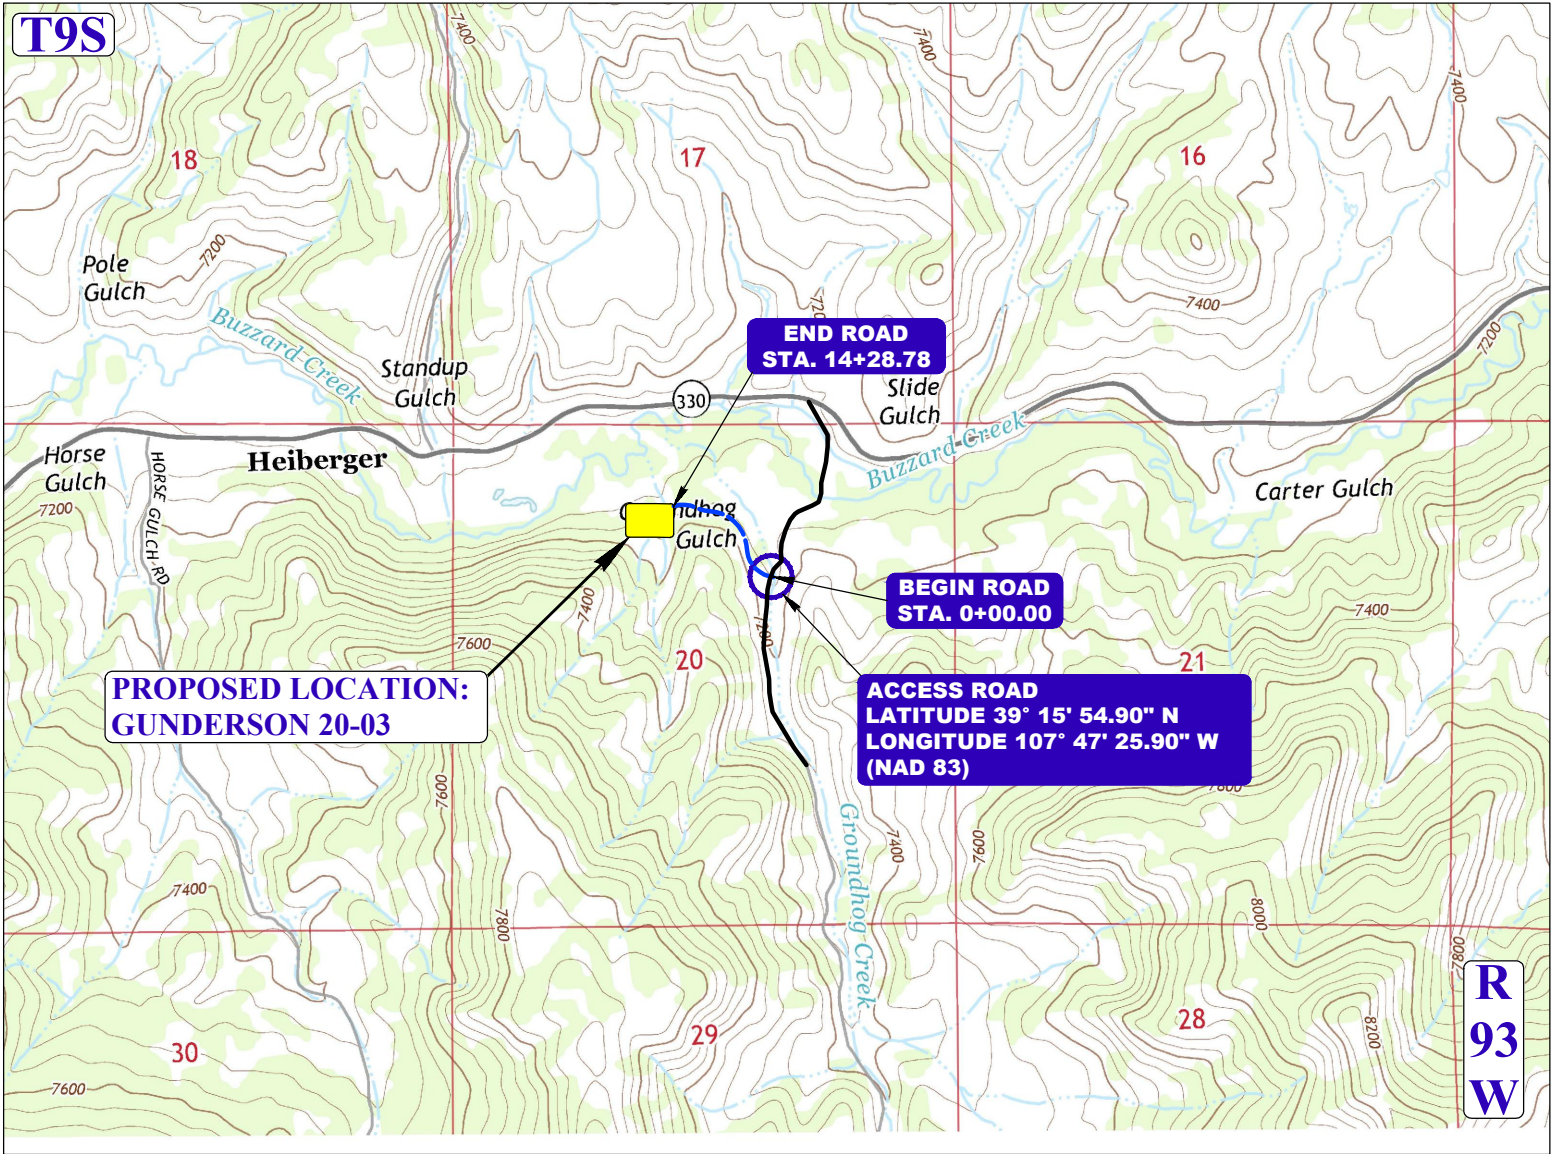 T9S
7400
7400
7400
18
17
16
7200
Pole
Gulch
7400
7200
7200
Buzzard Creek
END ROAD
STA. 14+28.78
Standup
Gulch
Slide
Gulch
330
Horse
Gulch
Heiberger
Buzzard Creek
Carter Gulch
HORSE GULCH RD
7200
Gulch
7400
BEGIN ROAD
STA. 0+00.00
7400
7200
7600
20
21
PROPOSED LOCATION:
GUNDERSON 20-03
ACCESS ROAD
LATITUDE 39° 15' 54.90" N
LONGITUDE 107° 47' 25.90" W
(NAD 83)
7600
7600
Groundhog Creek
7400
7400
7800
8000
7800
R
93
W
30
29
28
8200
7600